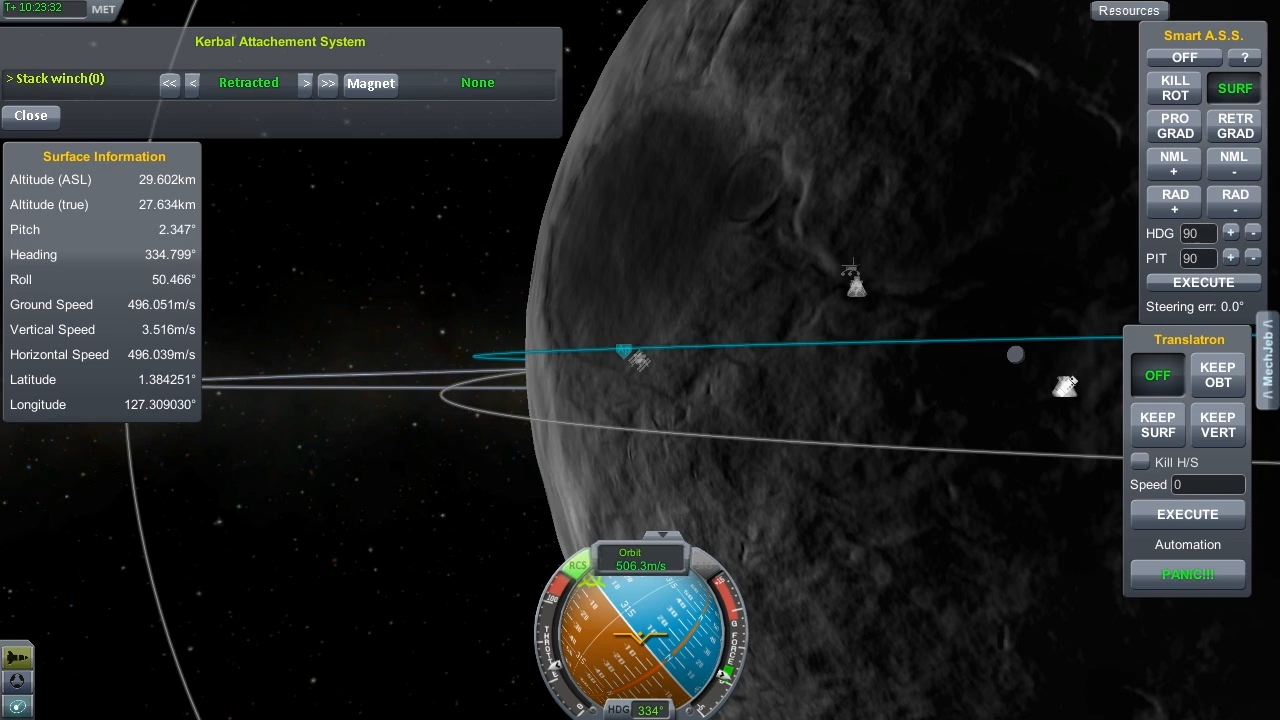 T+ 10:23:32 MET
Resources
Kerbal Attachement System
> Stack winch(0) << < Retracted > >> Magnet None
Close
Surface Information
Altitude (ASL) 29.602km
Altitude (true) 27.634km
Pitch 2.347°
Heading 334.799°
Roll 50.466°
Ground Speed 496.051m/s
Vertical Speed 3.516m/s
Horizontal Speed 496.039m/s
Latitude 1.384251°
Longitude 127.309030°
Smart A.S.S.
OFF ?
KILL ROT SURF
PRO GRAD RETR GRAD
NML + NML -
RAD + RAD -
HDG 90 + -
PIT 90 + -
EXECUTE
Steering err: 0.0°
Translatron
OFF KEEP OBT
KEEP SURF KEEP VERT
Kill H/S
Speed 0
EXECUTE
Automation
PANIC!!!
/\ MechJeb /\
Orbit
506.3m/s
RCS
315
HDG 334°